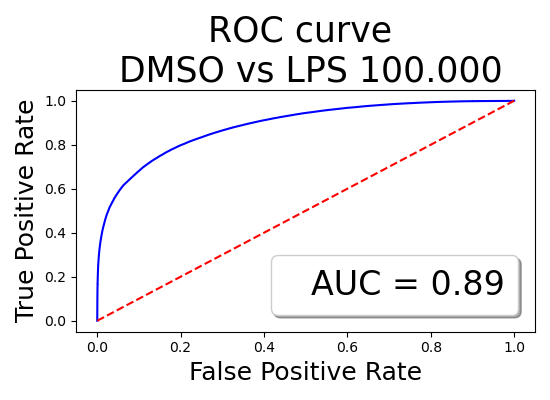 ROC curve
DMSO vs LPS 100.000
True Positive Rate
1.0
0.8
0.6
0.4
0.2
0.0
AUC = 0.89
0.0 0.2 0.4 0.6 0.8 1.0
False Positive Rate